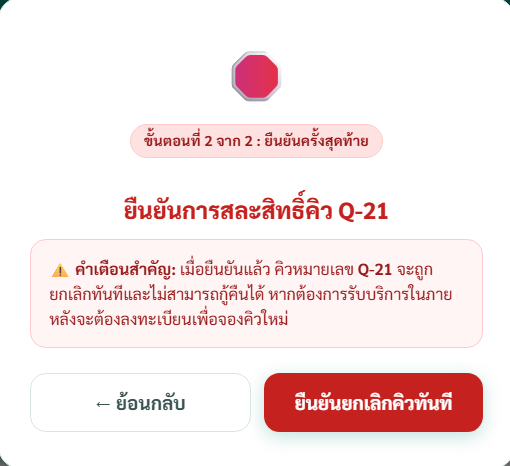 ขั้นตอนที่ 2 จาก 2 : ยืนยันครั้งสุดท้าย
ยืนยันการสละสิทธิ์คิว Q-21
⚠️ คำเตือนสำคัญ: เมื่อยืนยันแล้ว คิวหมายเลข Q-21 จะถูก
ยกเลิกทันทีและไม่สามารถกู้คืนได้ หากต้องการรับบริการในภาย
หลังจะต้องลงทะเบียนเพื่อจองคิวใหม่
← ย้อนกลับ
ยืนยันยกเลิกคิวทันที